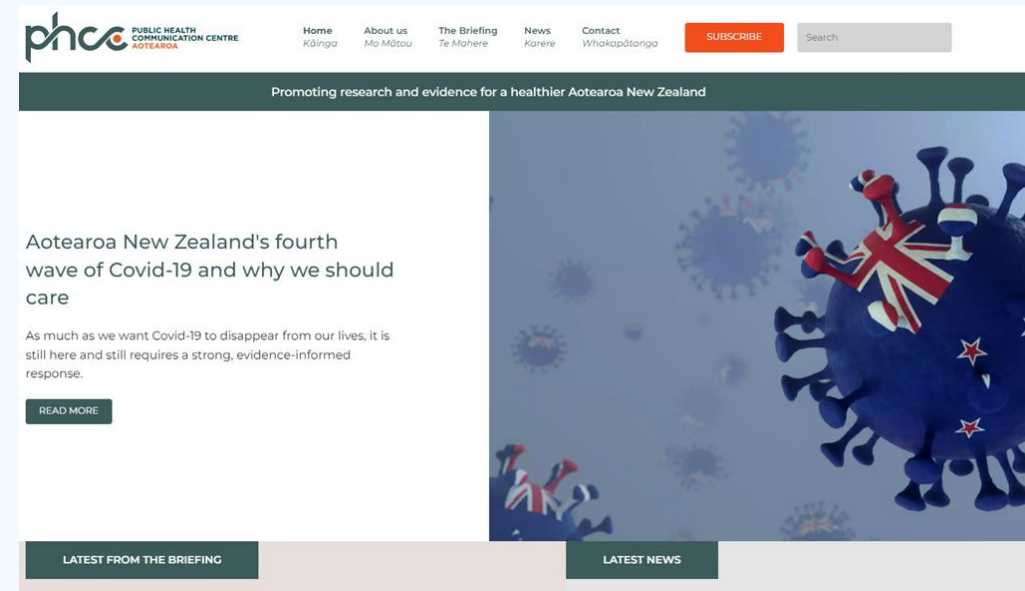 phcc PUBLIC HEALTH
COMMUNICATION CENTRE
AOTEAROA
Home About us The Briefing News Contact
Kāinga Mo Mātou Te Mahere Karere Whakapātanga
SUBSCRIBE
Search
Promoting research and evidence for a healthier Aotearoa New Zealand
Aotearoa New Zealand's fourth
wave of Covid-19 and why we should
care
As much as we want Covid-19 to disappear from our lives, it is
still here and still requires a strong, evidence-informed
response.
READ MORE
LATEST FROM THE BRIEFING
LATEST NEWS